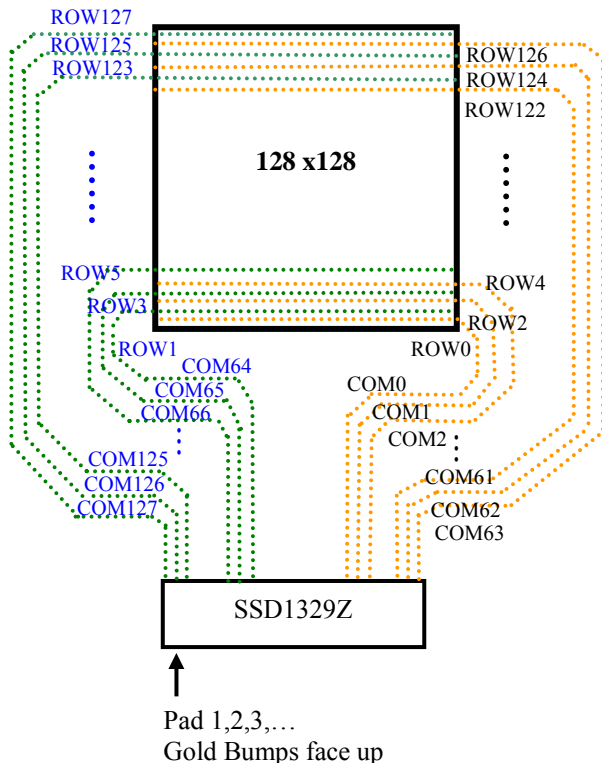 ROW127
ROW125
ROW123
ROW126
ROW124
ROW122
128 x128
ROW5
ROW3
ROW1
ROW4
ROW2
ROW0
COM64
COM65
COM66
COM0
COM1
COM2
COM125
COM126
COM127
COM61
COM62
COM63
SSD1329Z
Pad 1,2,3,…
Gold Bumps face up